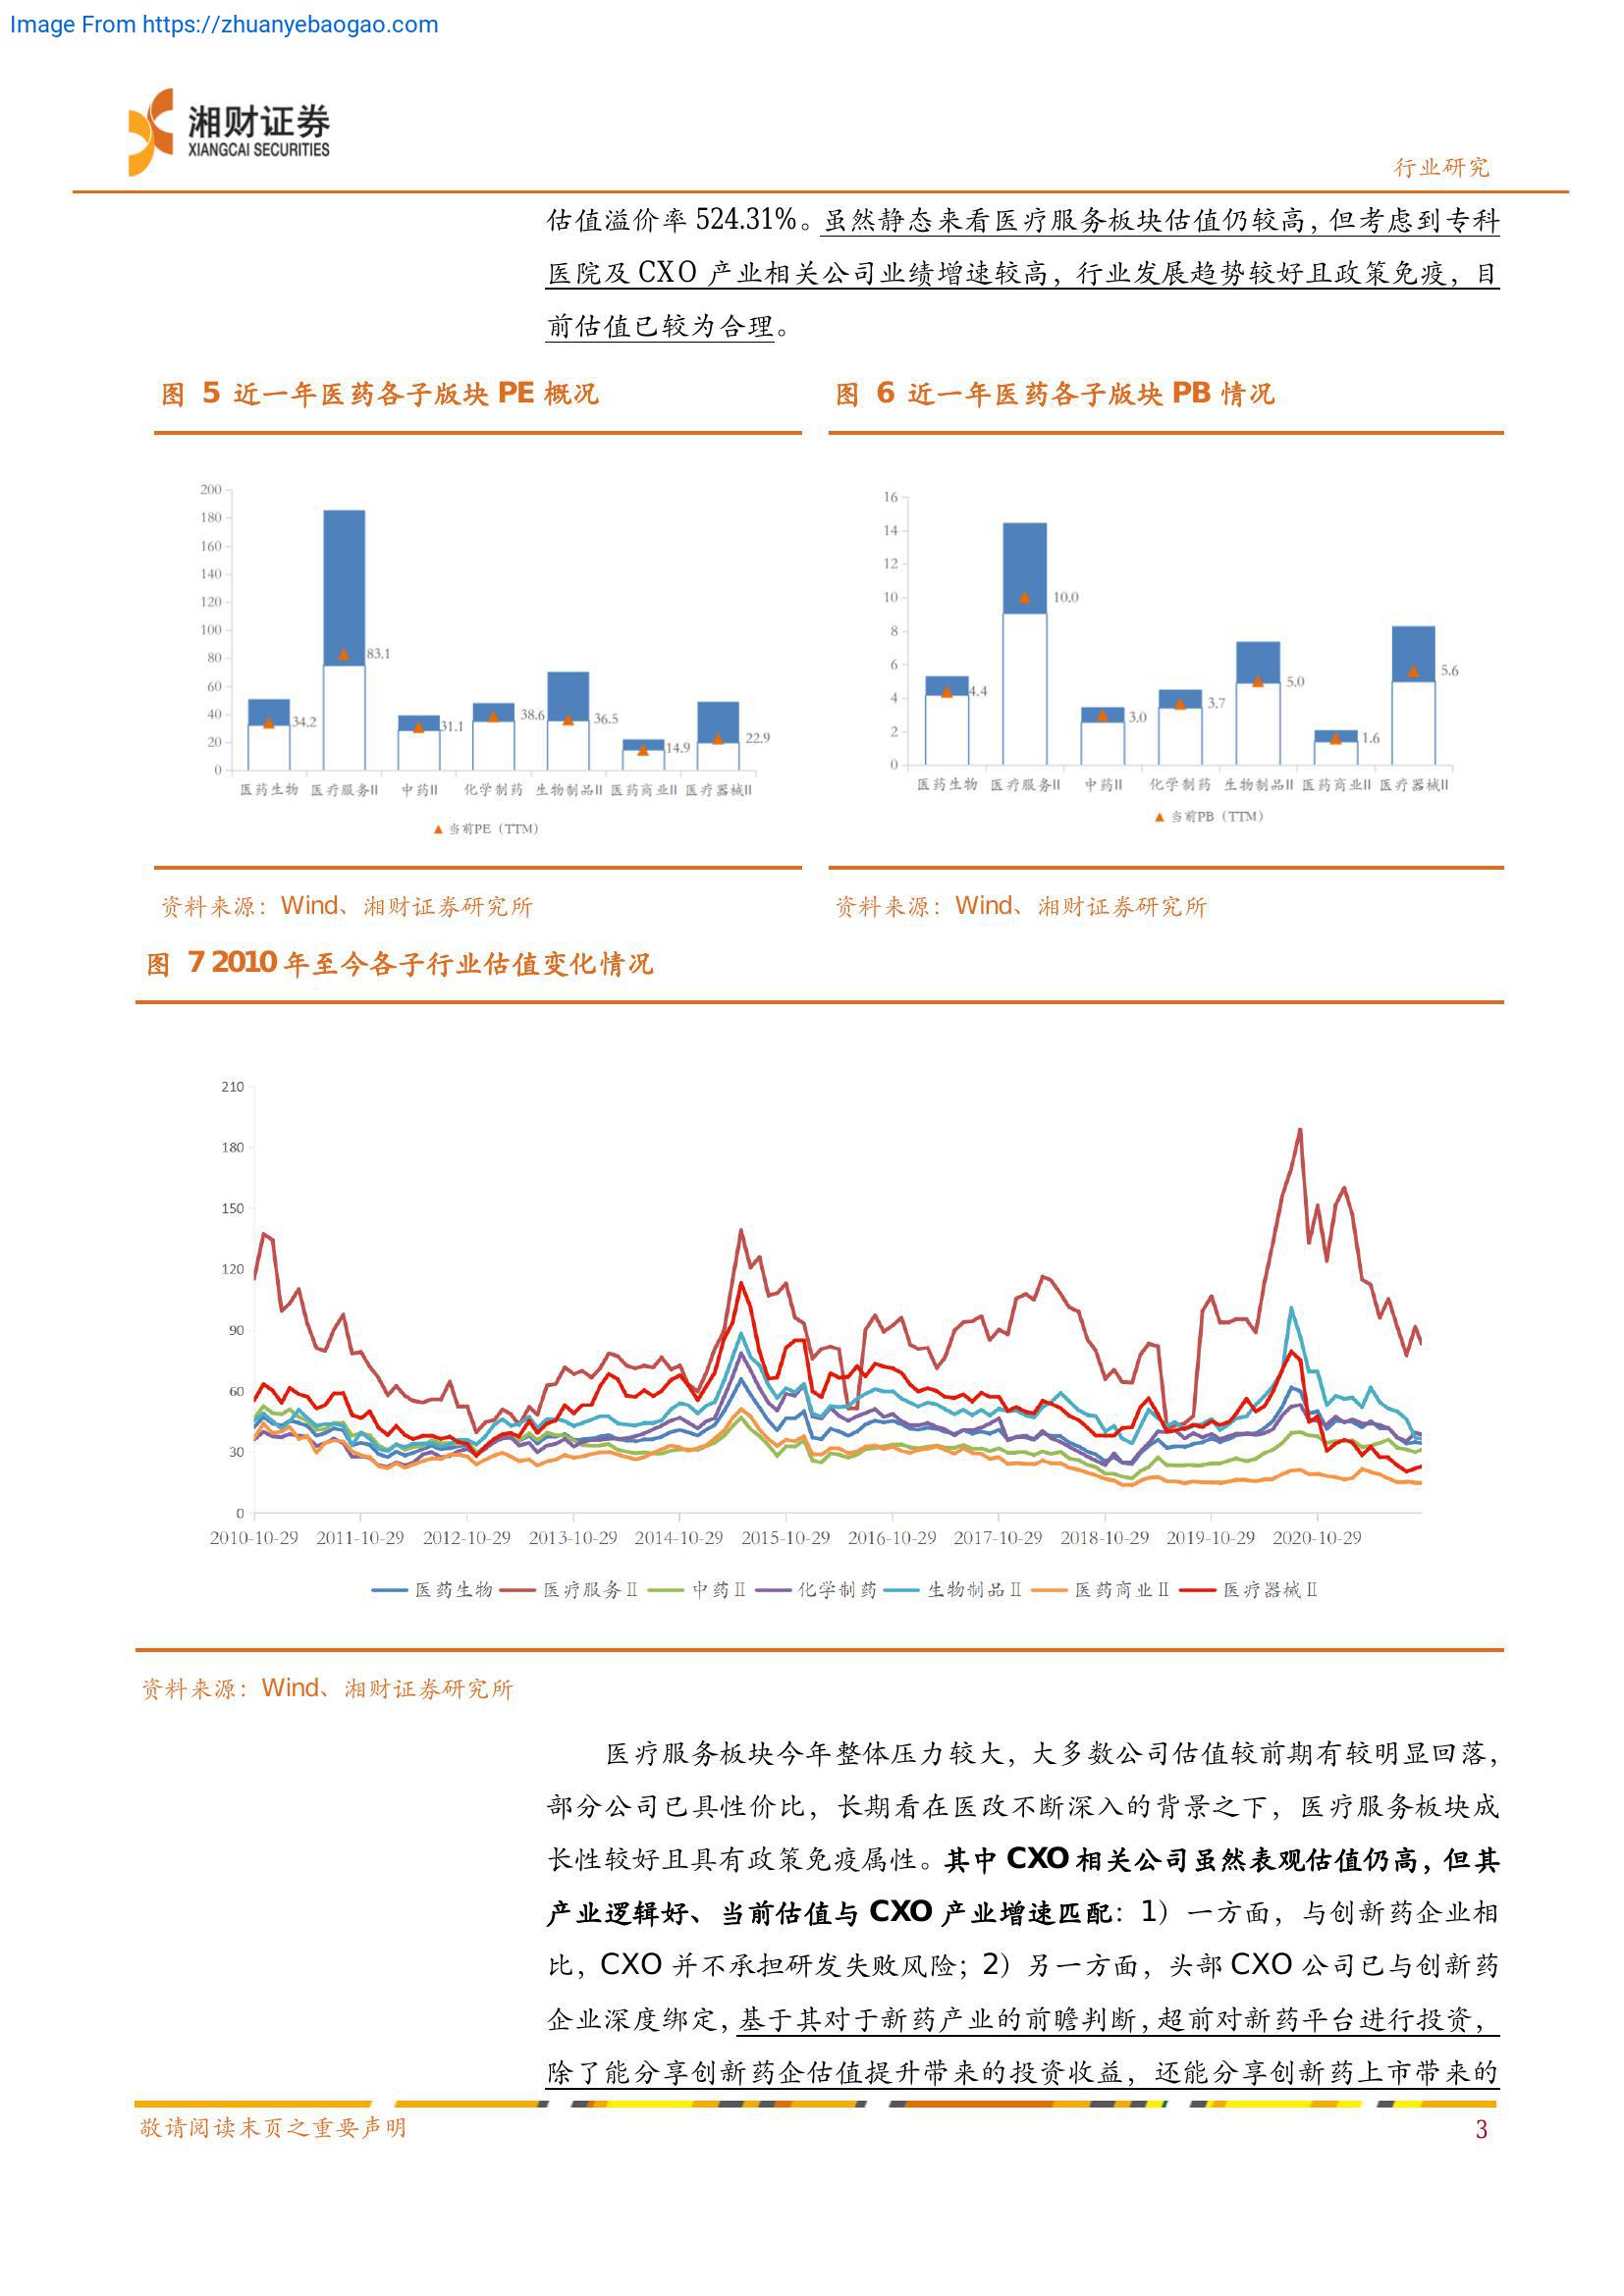 Image From https://zhuanyebaogao.com
湘财证券
XIANGCAI SECURITIES
行业研究
估值溢价率 524.31%。虽然静态来看医疗服务板块估值仍较高，但考虑到专科
医院及 CXO 产业相关公司业绩增速较高，行业发展趋势较好且政策免疫，目
前估值已较为合理。
图 5 近一年医药各子版块 PE 概况
200
180
160
140
120
100
80
60
40
20
0
34.2
83.1
31.1
38.6
36.5
14.9
22.9
医药生物 医疗服务II 中药II 化学制药 生物制品II 医药商业II 医疗器械II
▲ 当前PE（TTM）
资料来源：Wind、湘财证券研究所
图 6 近一年医药各子版块 PB 情况
16
14
12
10
8
6
4
2
0
4.4
10.0
3.0
3.7
5.0
1.6
5.6
医药生物 医疗服务II 中药II 化学制药 生物制品II 医药商业II 医疗器械II
▲ 当前PB（TTM）
资料来源：Wind、湘财证券研究所
图 7 2010 年至今各子行业估值变化情况
210
180
150
120
90
60
30
0
2010-10-29 2011-10-29 2012-10-29 2013-10-29 2014-10-29 2015-10-29 2016-10-29 2017-10-29 2018-10-29 2019-10-29 2020-10-29
医药生物 医疗服务Ⅱ 中药Ⅱ 化学制药 生物制品Ⅱ 医药商业Ⅱ 医疗器械Ⅱ
资料来源：Wind、湘财证券研究所
医疗服务板块今年整体压力较大，大多数公司估值较前期有较明显回落，
部分公司已具性价比，长期看在医改不断深入的背景之下，医疗服务板块成
长性较好且具有政策免疫属性。其中 CXO 相关公司虽然表观估值仍高，但其
产业逻辑好、当前估值与 CXO 产业增速匹配：1）一方面，与创新药企业相
比，CXO 并不承担研发失败风险；2）另一方面，头部 CXO 公司已与创新药
企业深度绑定，基于其对于新药产业的前瞻判断，超前对新药平台进行投资，
除了能分享创新药企估值提升带来的投资收益，还能分享创新药上市带来的
敬请阅读末页之重要声明
3